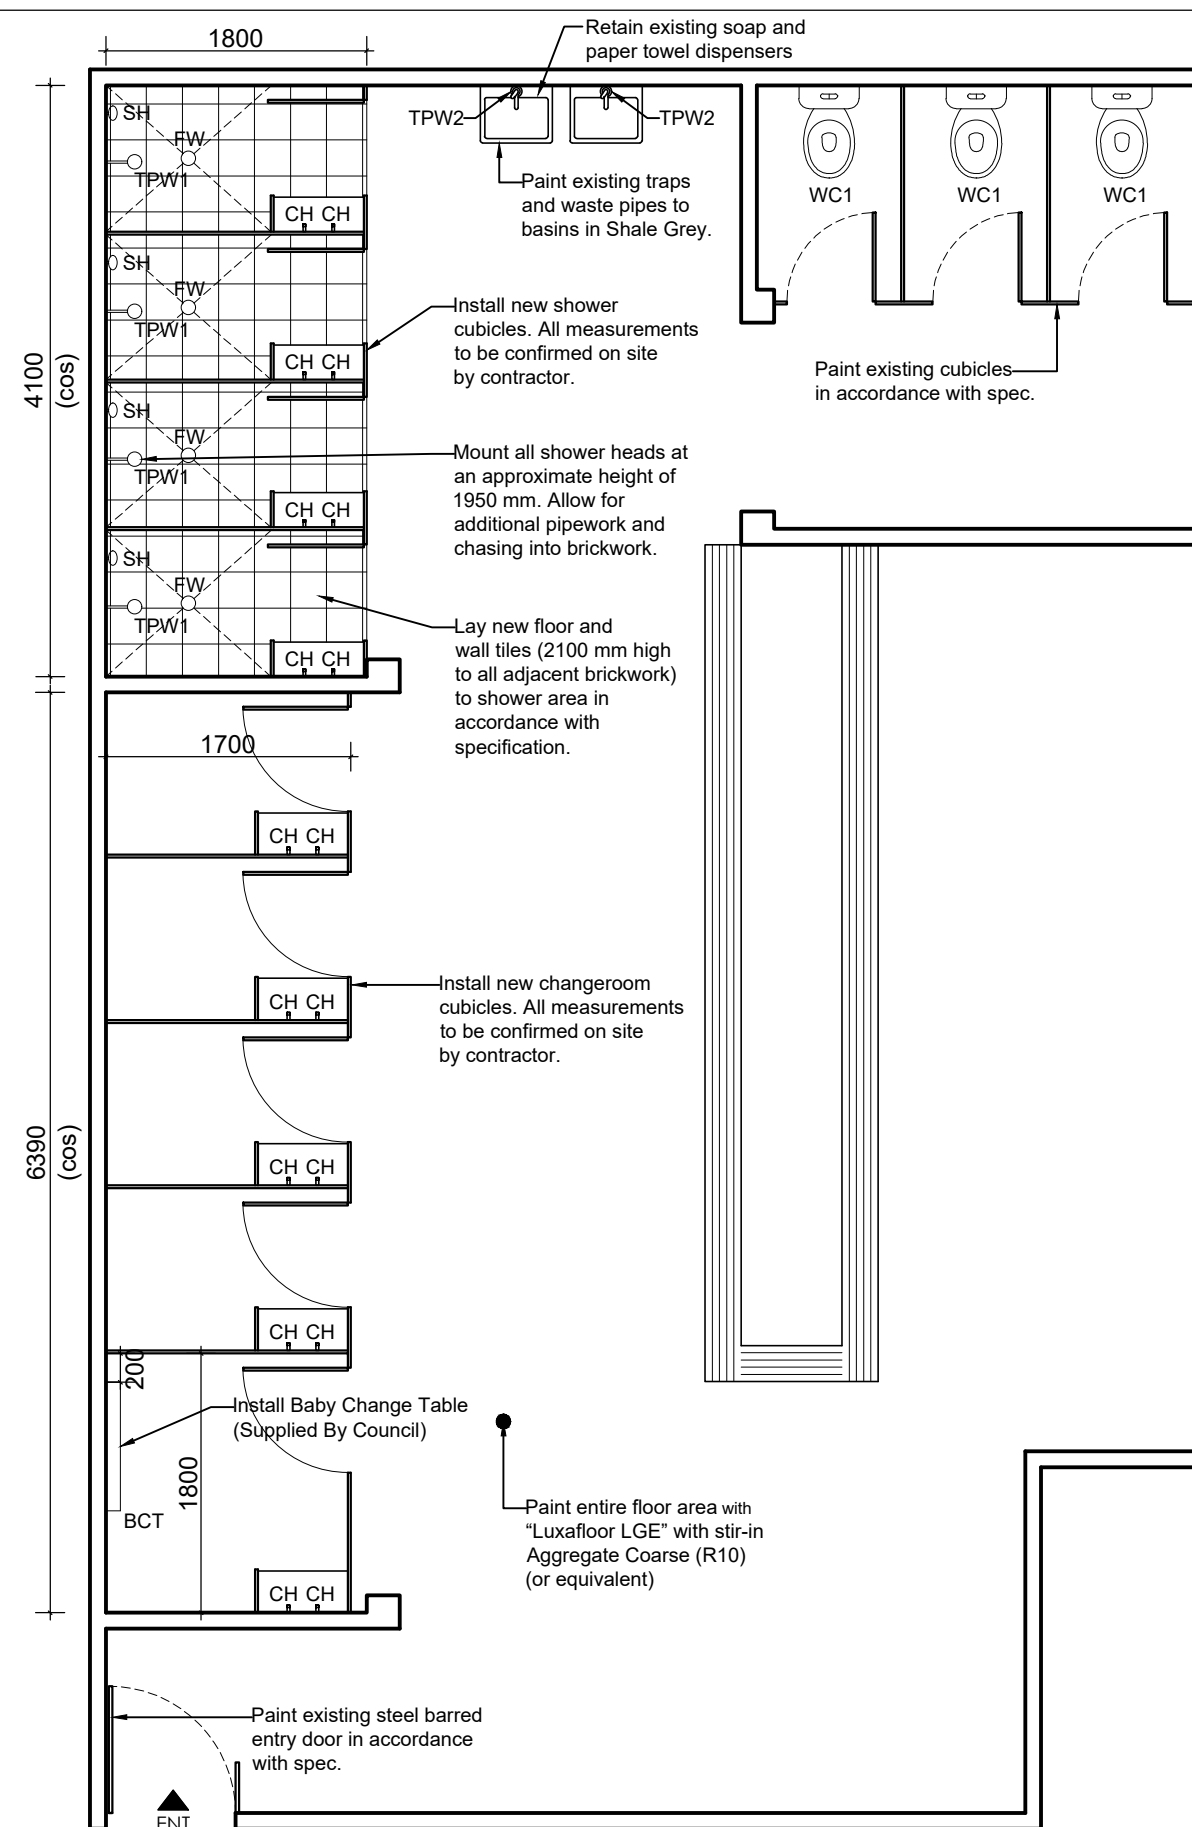 1800
Retain existing soap and
paper towel dispensers
TPW2
TPW2
Paint existing traps
and waste pipes to
basins in Shale Grey.
WC1
WC1
WC1
Paint existing cubicles
in accordance with spec.
SH
FW
TPW1
CH CH
SH
FW
TPW1
CH CH
SH
FW
TPW1
CH CH
SH
FW
TPW1
CH CH
4100
(cos)
Install new shower
cubicles. All measurements
to be confirmed on site
by contractor.
Mount all shower heads at
an approximate height of
1950 mm. Allow for
additional pipework and
chasing into brickwork.
Lay new floor and
wall tiles (2100 mm high
to all adjacent brickwork)
to shower area in
accordance with
specification.
1700
CH CH
CH CH
Install new changeroom
cubicles. All measurements
to be confirmed on site
by contractor.
6390
(cos)
CH CH
CH CH
200
Install Baby Change Table
(Supplied By Council)
1800
BCT
CH CH
Paint entire floor area with
“Luxafloor LGE” with stir-in
Aggregate Coarse (R10)
(or equivalent)
Paint existing steel barred
entry door in accordance
with spec.
ENT